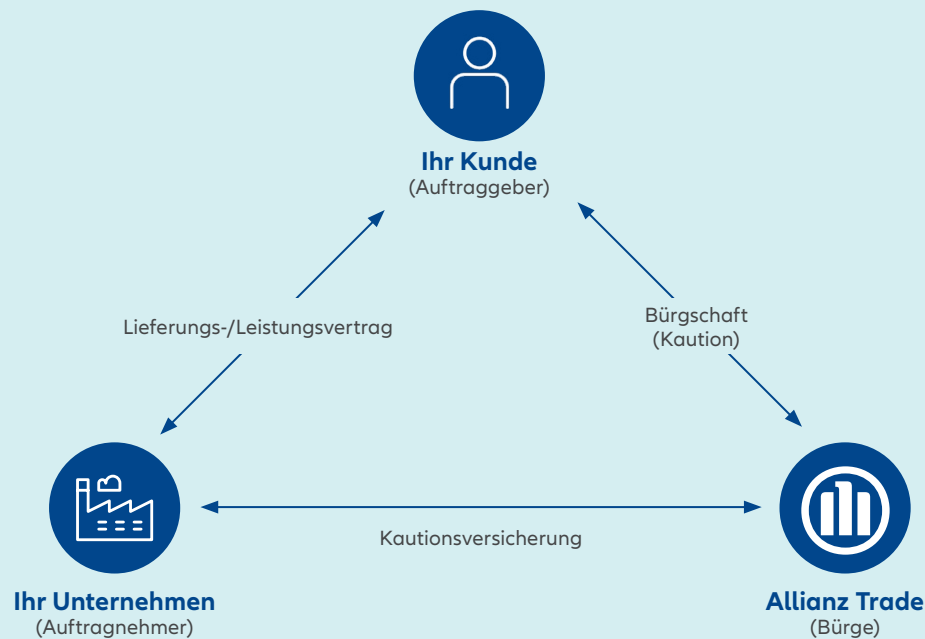 Ihr Kunde
(Auftraggeber)
Lieferungs-/Leistungsvertrag
Bürgschaft
(Kaution)
Kautionsversicherung
Ihr Unternehmen
(Auftragnehmer)
Allianz Trade
(Bürge)